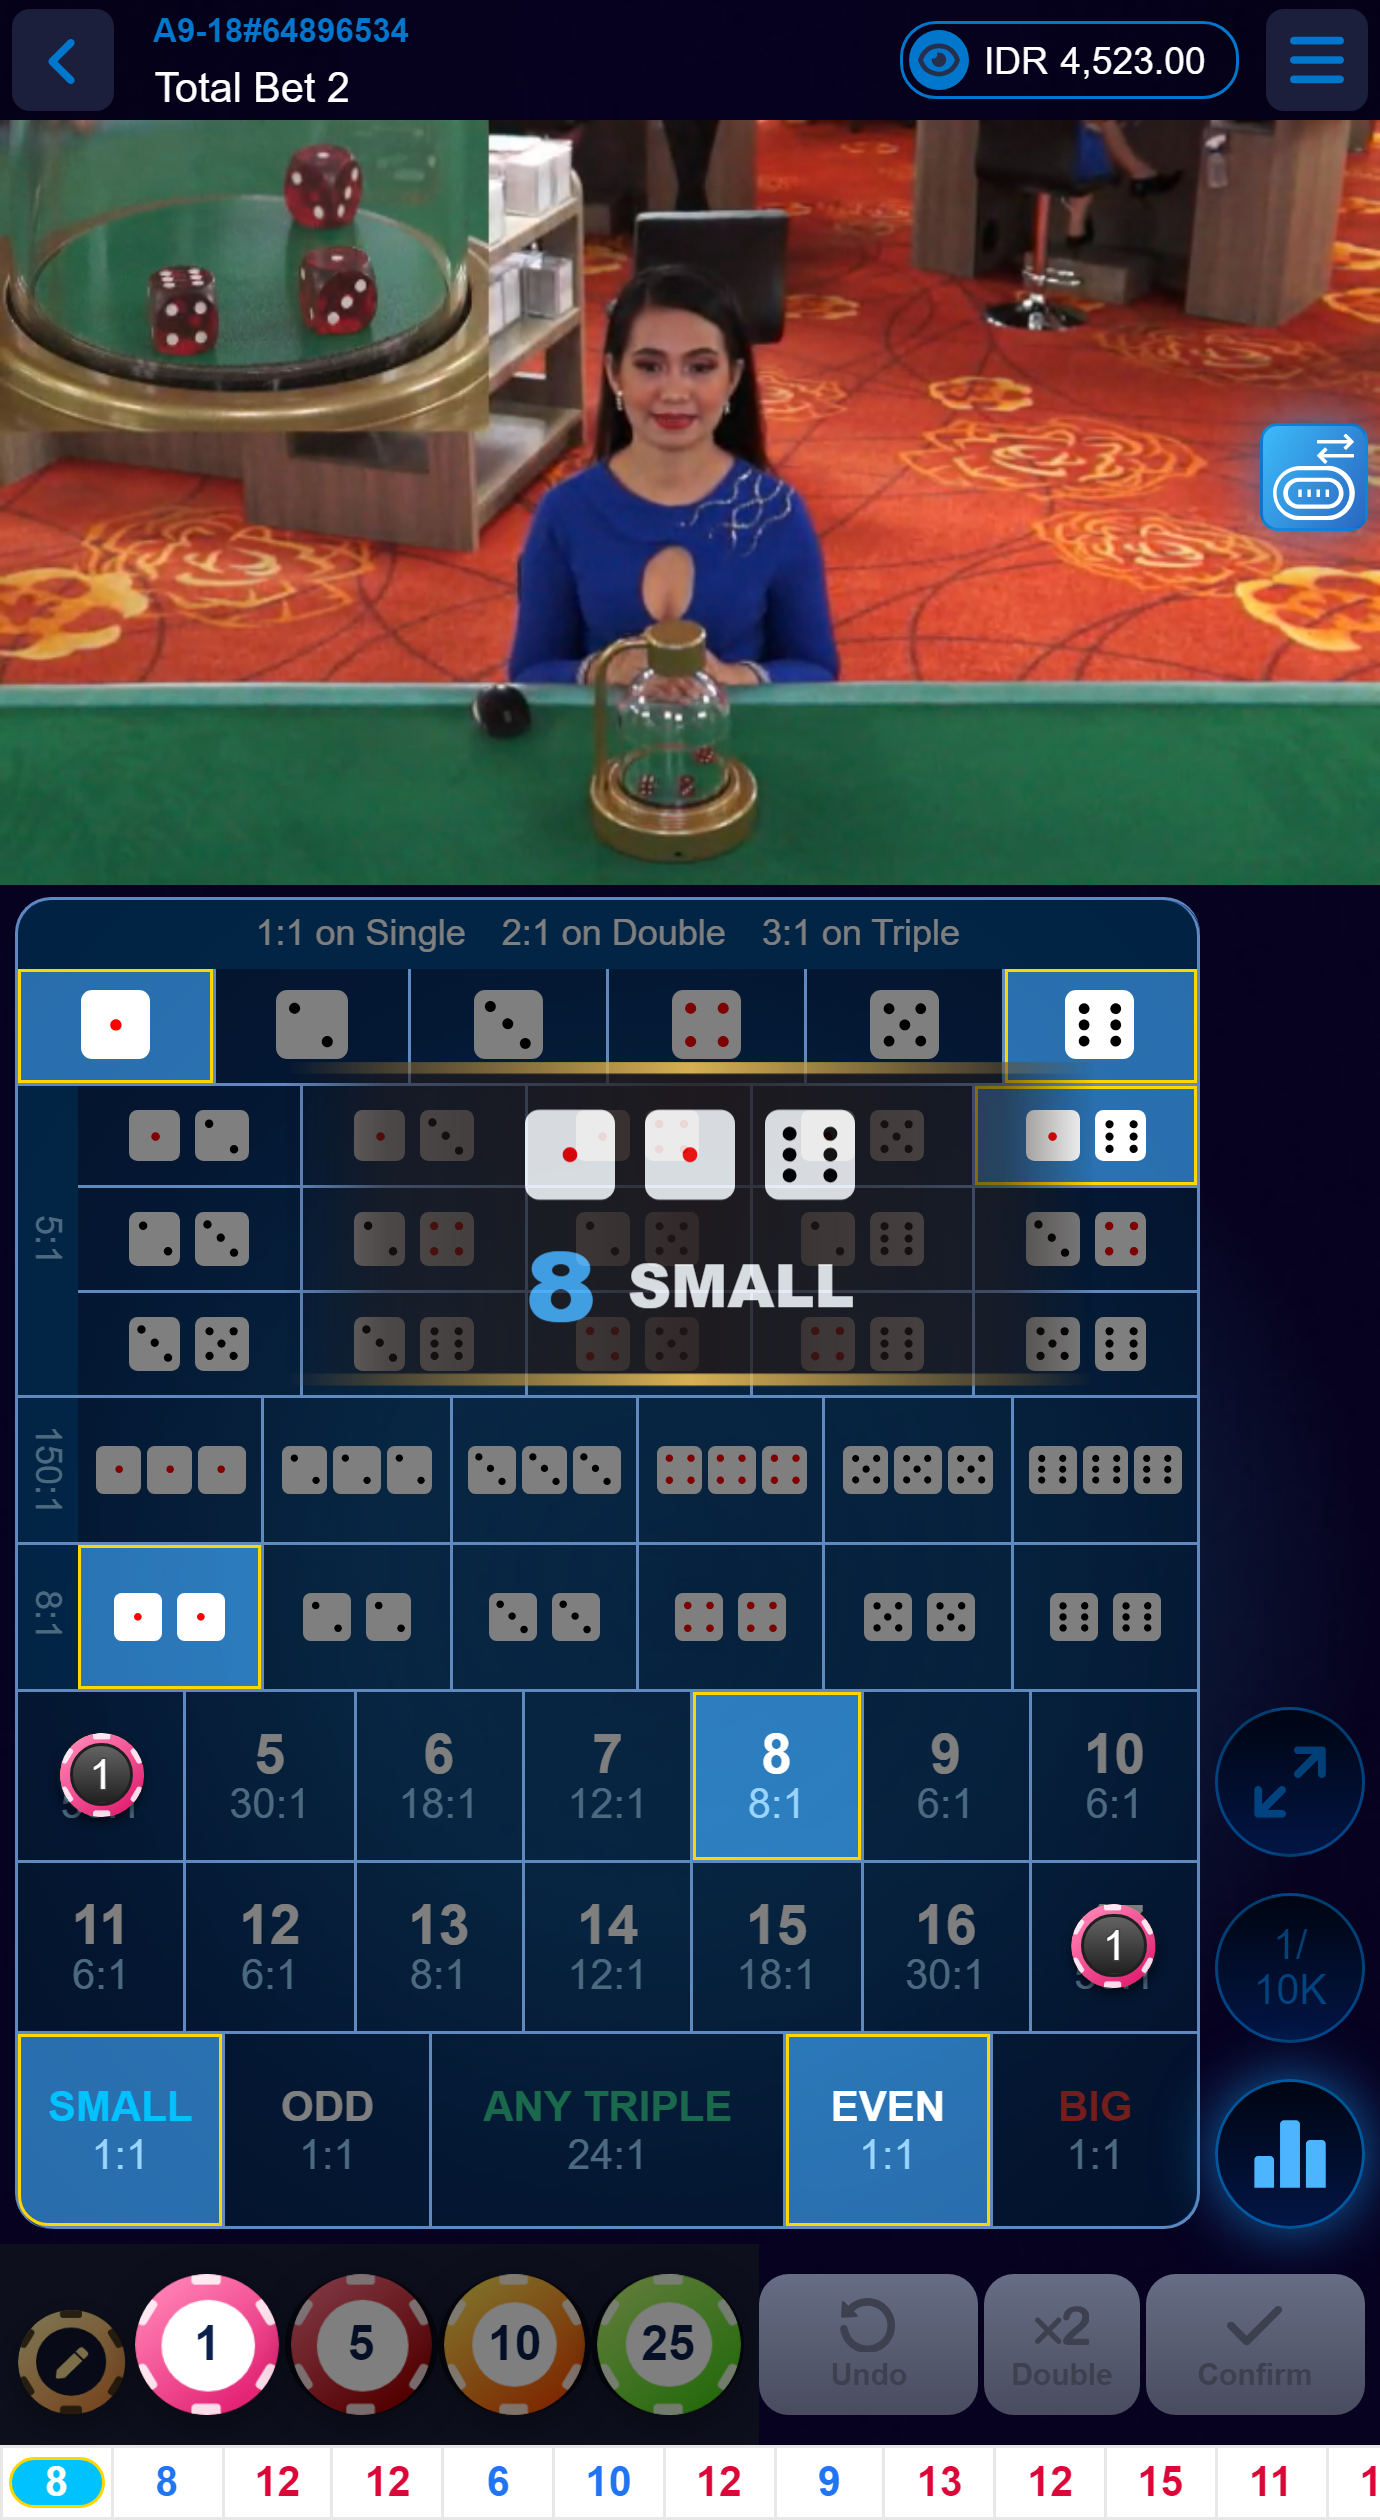 A9-18#64896534
Total Bet 2
IDR 4,523.00
1:1 on Single 2:1 on Double 3:1 on Triple
5:1
8 SMALL
150:1
8:1
1
5 6 7 8 9 10
30:1 18:1 12:1 8:1 6:1 6:1
11 12 13 14 15 16
1
6:1 6:1 8:1 12:1 18:1 30:1
1/
10K
SMALL ODD ANY TRIPLE EVEN BIG
1:1 1:1 24:1 1:1 1:1
1 5 10 25
x2
Undo Double Confirm
8 8 12 12 6 10 12 9 13 12 15 11